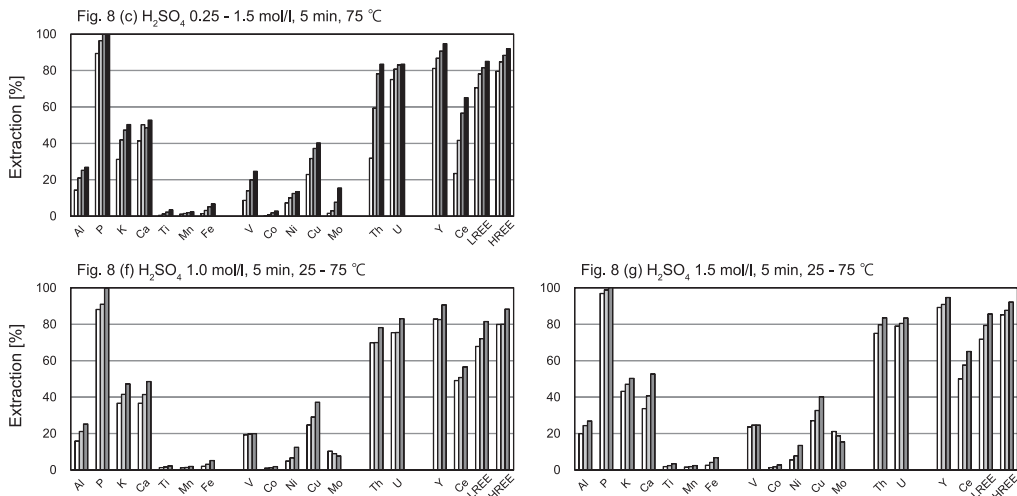 Fig. 8 (c) H₂SO₄ 0.25 - 1.5 mol/l, 5 min, 75 ℃
Extraction [%]
100
80
60
40
20
0
Al P K Ca Ti Mn Fe V Co Ni Cu Mo Th U Y Ce LREE HREE
Fig. 8 (f) H₂SO₄ 1.0 mol/l, 5 min, 25 - 75 ℃
Extraction [%]
100
80
60
40
20
0
Al P K Ca Ti Mn Fe V Co Ni Cu Mo Th U Y Ce LREE HREE
Fig. 8 (g) H₂SO₄ 1.5 mol/l, 5 min, 25 - 75 ℃
100
80
60
40
20
0
Al P K Ca Ti Mn Fe V Co Ni Cu Mo Th U Y Ce LREE HREE